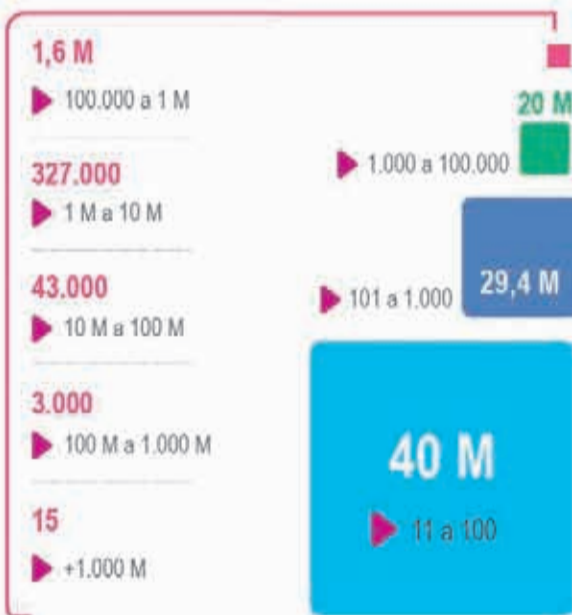 1,6 M
100.000 a 1 M
327.000
1 M a 10 M
43.000
10 M a 100 M
3.000
100 M a 1.000 M
15
+1.000 M
20 M
1.000 a 100.000
29,4 M
101 a 1.000
40 M
11 a 100